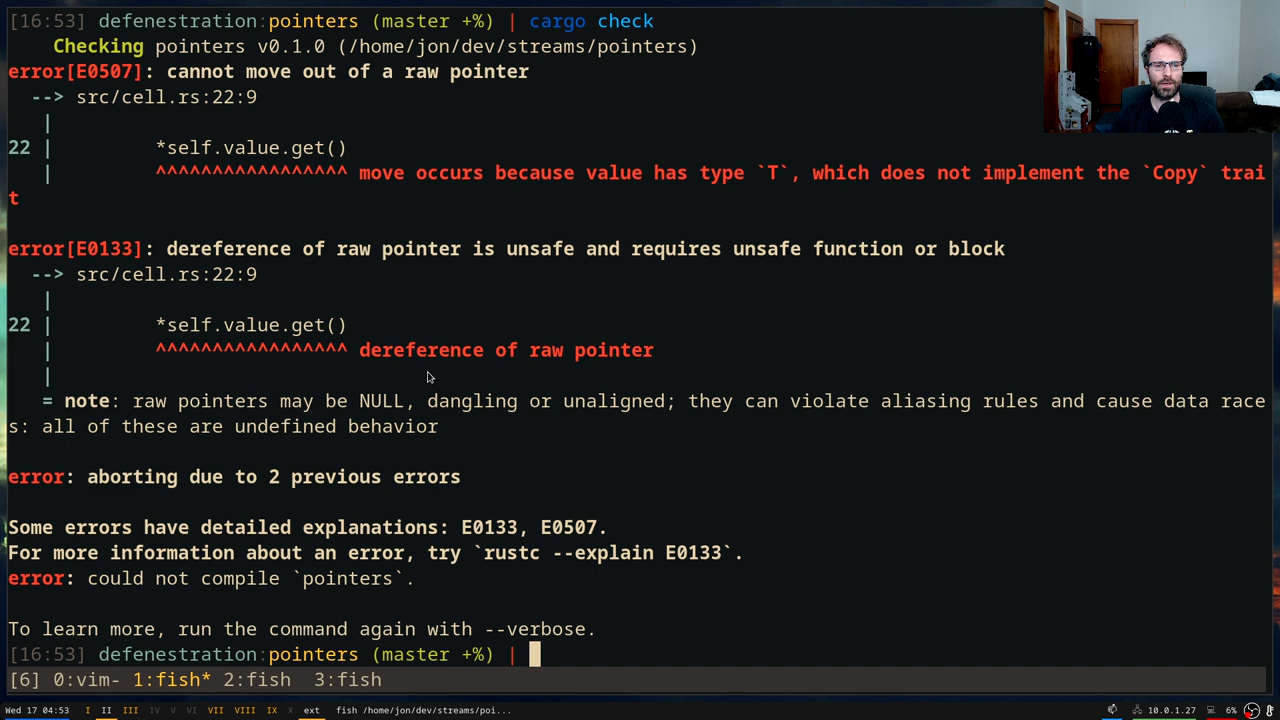 [16:53] defenestration:pointers (master +%) | cargo check
    Checking pointers v0.1.0 (/home/jon/dev/streams/pointers)
error[E0507]: cannot move out of a raw pointer
  --> src/cell.rs:22:9
   |
22 |         *self.value.get()
   |         ^^^^^^^^^^^^^^^^^ move occurs because value has type `T`, which does not implement the `Copy` trai
t

error[E0133]: dereference of raw pointer is unsafe and requires unsafe function or block
  --> src/cell.rs:22:9
   |
22 |         *self.value.get()
   |         ^^^^^^^^^^^^^^^^^ dereference of raw pointer
   |
   = note: raw pointers may be NULL, dangling or unaligned; they can violate aliasing rules and cause data race
s: all of these are undefined behavior

error: aborting due to 2 previous errors

Some errors have detailed explanations: E0133, E0507.
For more information about an error, try `rustc --explain E0133`.
error: could not compile `pointers`.

To learn more, run the command again with --verbose.
[16:53] defenestration:pointers (master +%) |
[6] 0:vim- 1:fish* 2:fish  3:fish
Wed 17 04:53 I II III IV V VI VII VIII IX X ext fish /home/jon/dev/streams/poi... 10.0.1.27 6%